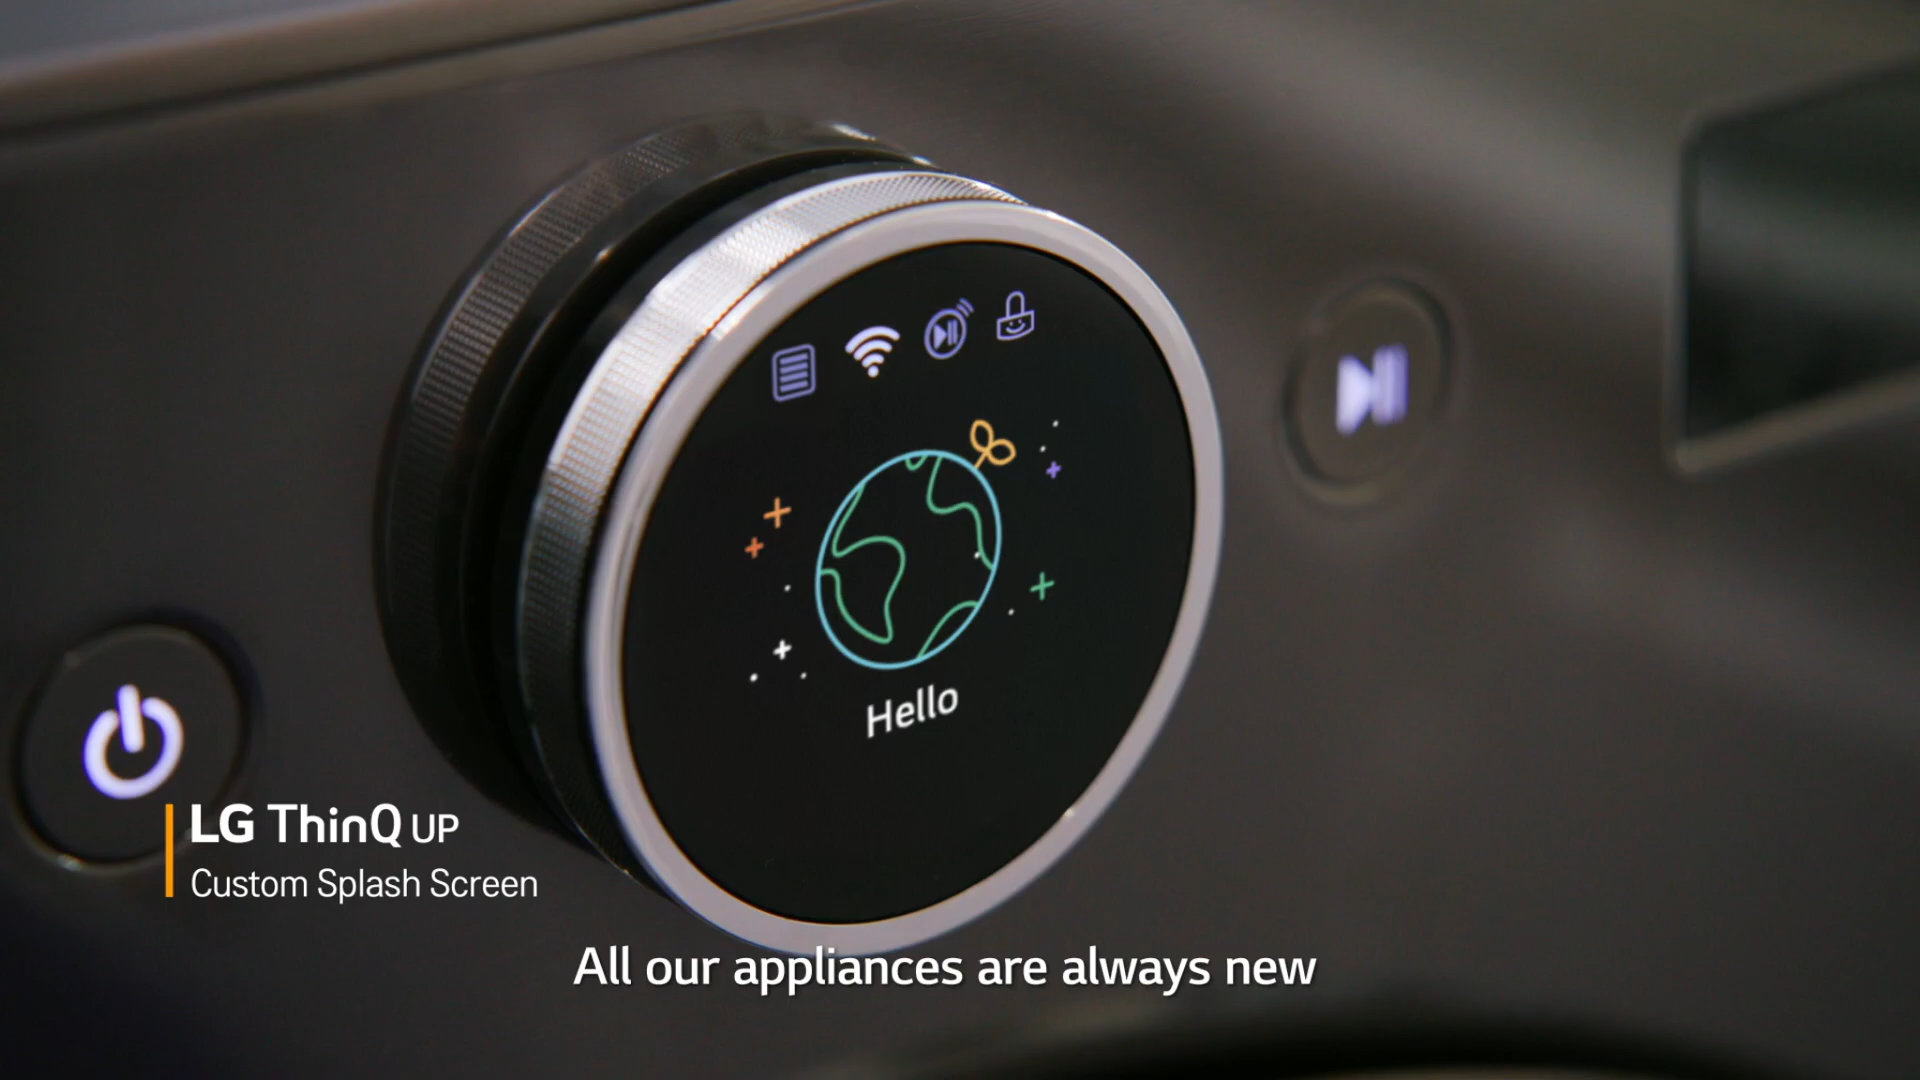 Hello
LG ThinQ UP
Custom Splash Screen
All our appliances are always new